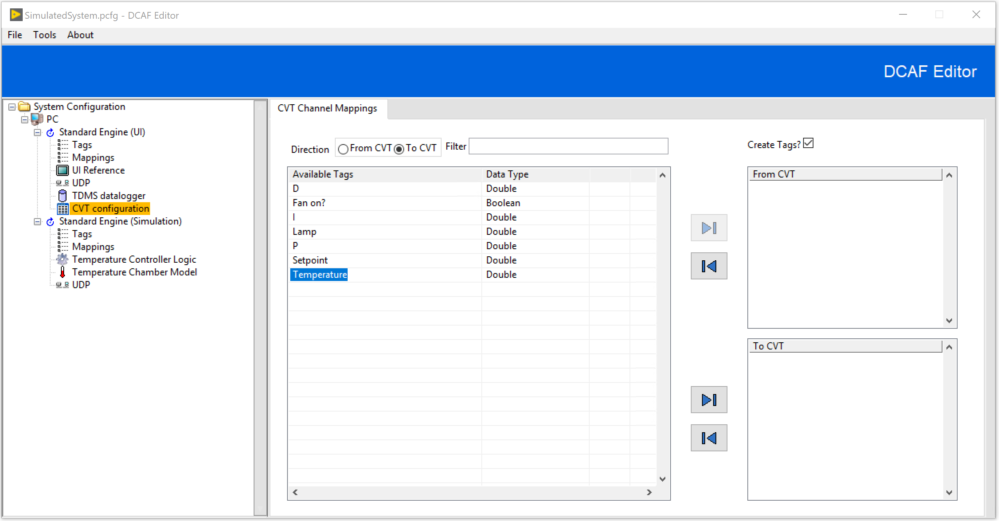 SimulatedSystem.pcfg - DCAF Editor
File Tools About
DCAF Editor
System Configuration
PC
Standard Engine (UI)
Tags
Mappings
UI Reference
UDP
TDMS datalogger
CVT configuration
Standard Engine (Simulation)
Tags
Mappings
Temperature Controller Logic
Temperature Chamber Model
UDP
CVT Channel Mappings
Direction From CVT To CVT Filter Create Tags?
Available Tags Data Type
D Double
Fan on? Boolean
I Double
Lamp Double
P Double
Setpoint Double
Temperature Double
From CVT
To CVT